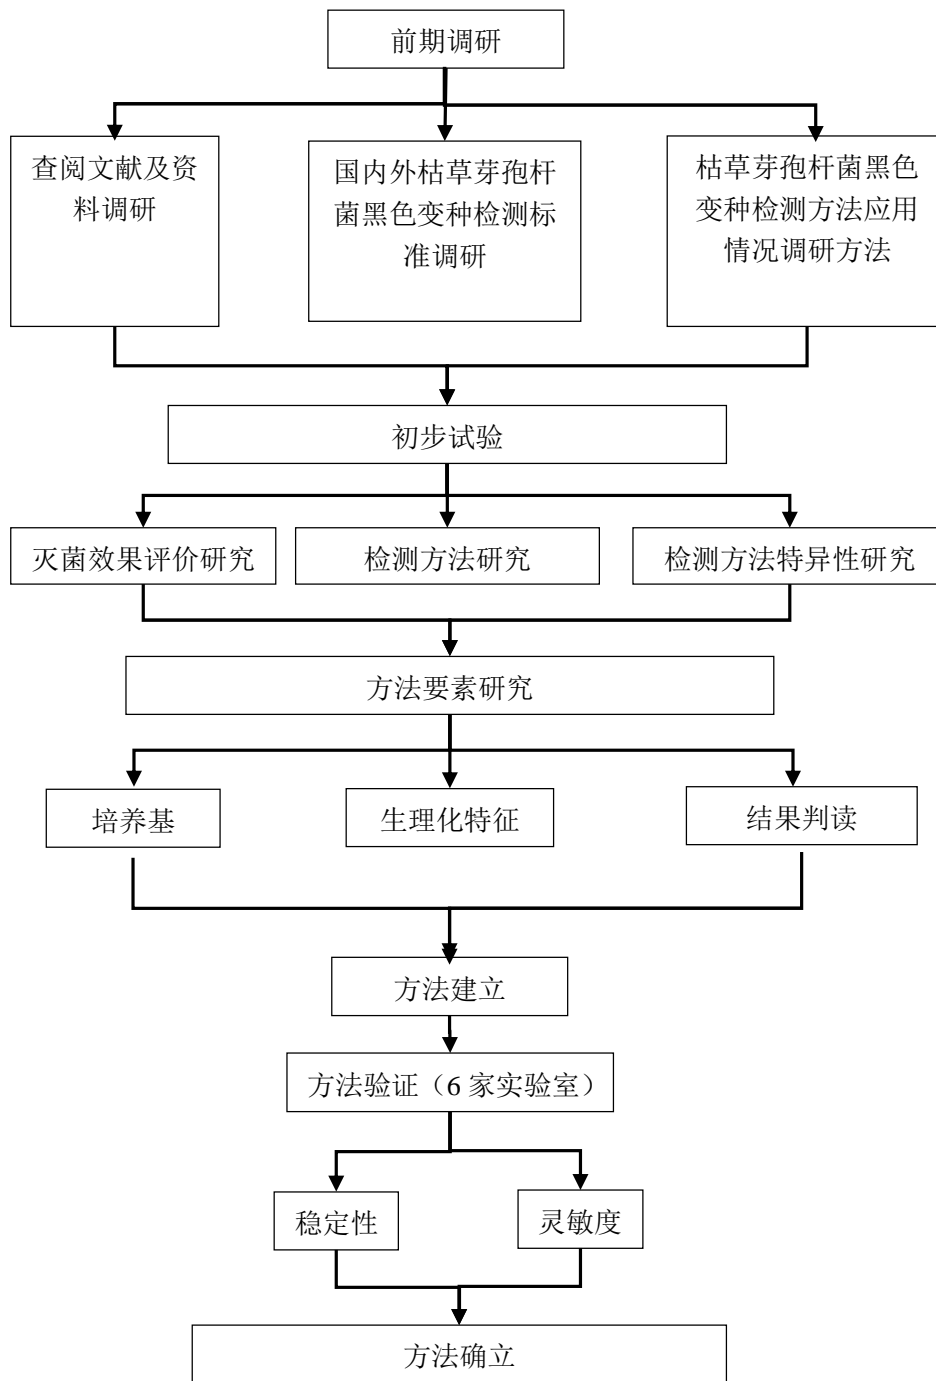 前期调研
查阅文献及资
料调研
国内外枯草芽孢杆
菌黑色变种检测标
准调研
枯草芽孢杆菌黑色
变种检测方法应用
情况调研方法
初步试验
灭菌效果评价研究
检测方法研究
检测方法特异性研究
方法要素研究
培养基
生理化特征
结果判读
方法建立
方法验证（6 家实验室）
稳定性
灵敏度
方法确立